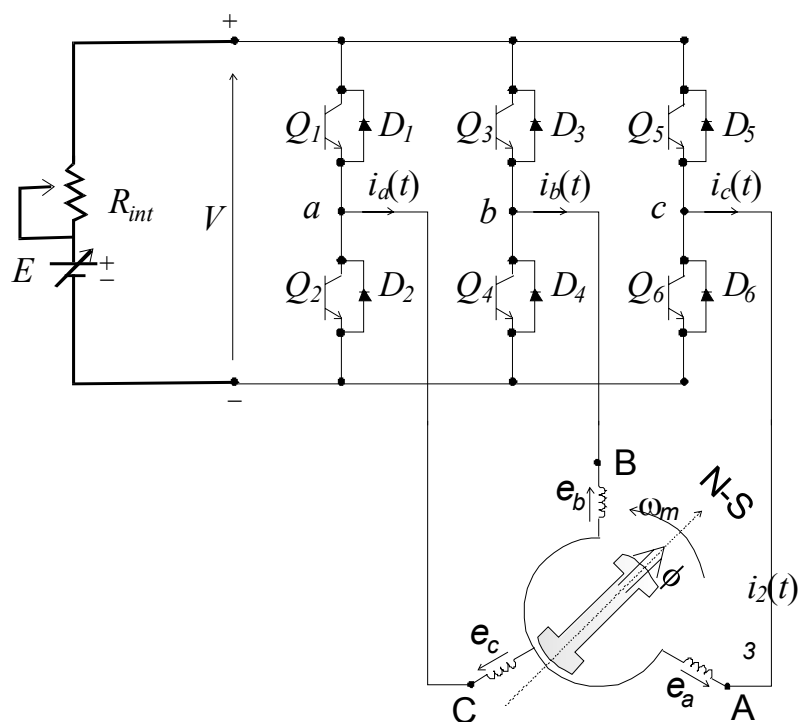 +
Q1 D1 Q3 D3 Q5 D5
Rint V a ia(t) b ib(t) c ic(t)
E + −
Q2 D2 Q4 D4 Q6 D6
−
B
eb ωm N-S
ϕ i2(t)
ec 3
C ea A